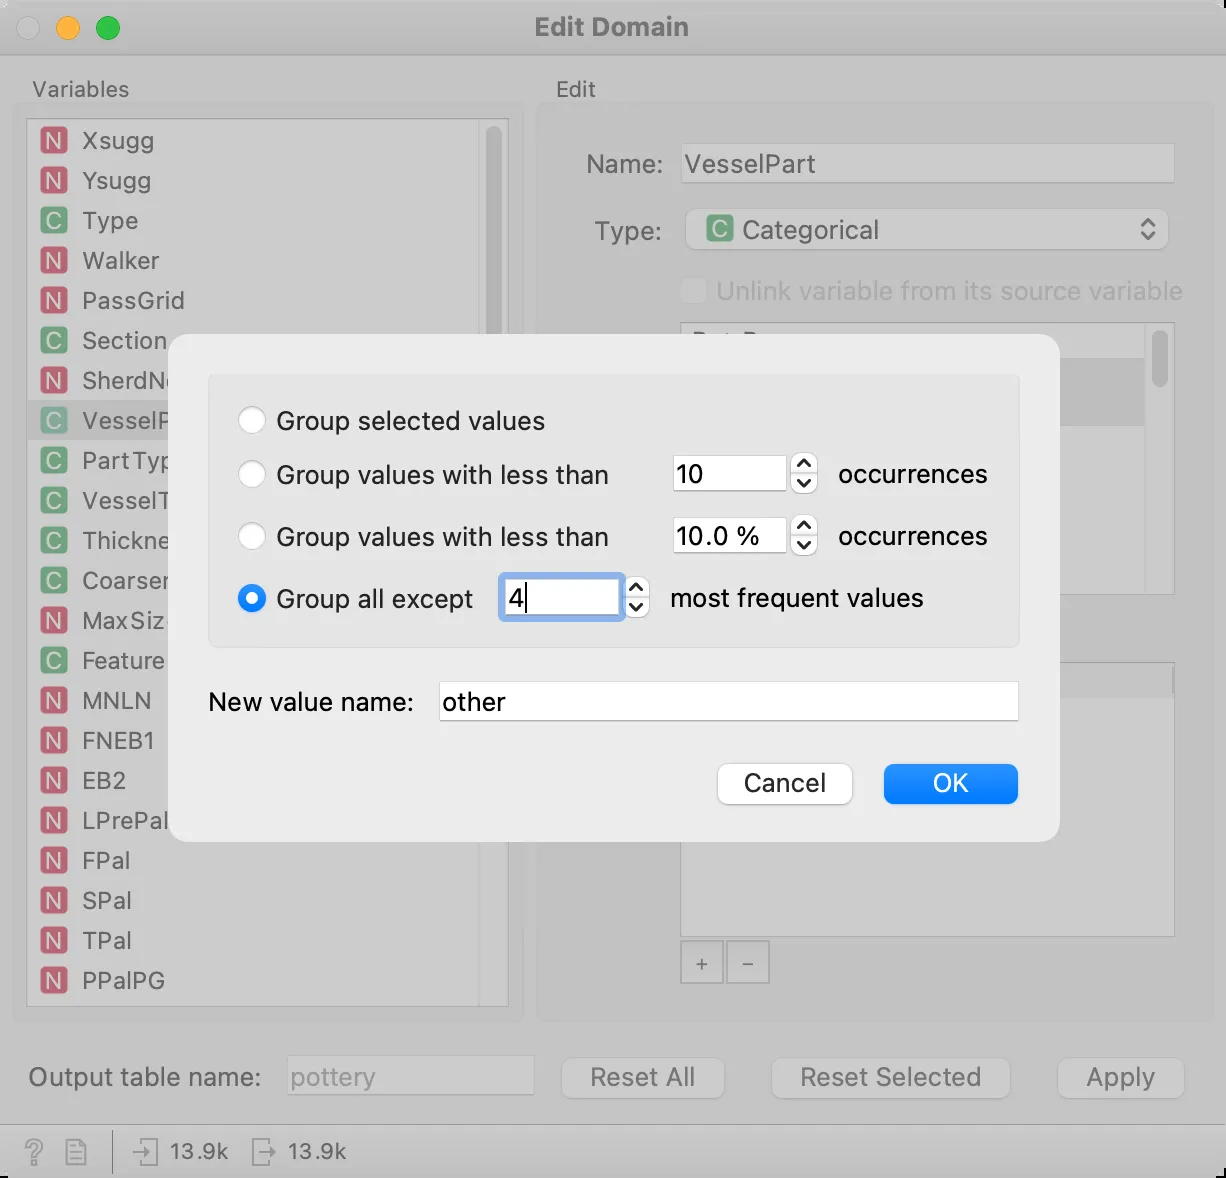 Edit Domain
Variables
N Xsugg
N Ysugg
C Type
N Walker
N PassGrid
C Section
N SherdN
C VesselP
C PartTyp
C VesselT
C Thickne
C Coarser
N MaxSiz
C Feature
N MNLN
N FNEB1
N EB2
N LPrePal
N FPal
N SPal
N TPal
N PPalPG
Edit
Name: VesselPart
Type: C Categorical
Unlink variable from its source variable
Group selected values
Group values with less than 10 occurrences
Group values with less than 10.0 % occurrences
Group all except 4 most frequent values
New value name: other
Cancel OK
+ −
Output table name: pottery Reset All Reset Selected Apply
? 13.9k 13.9k